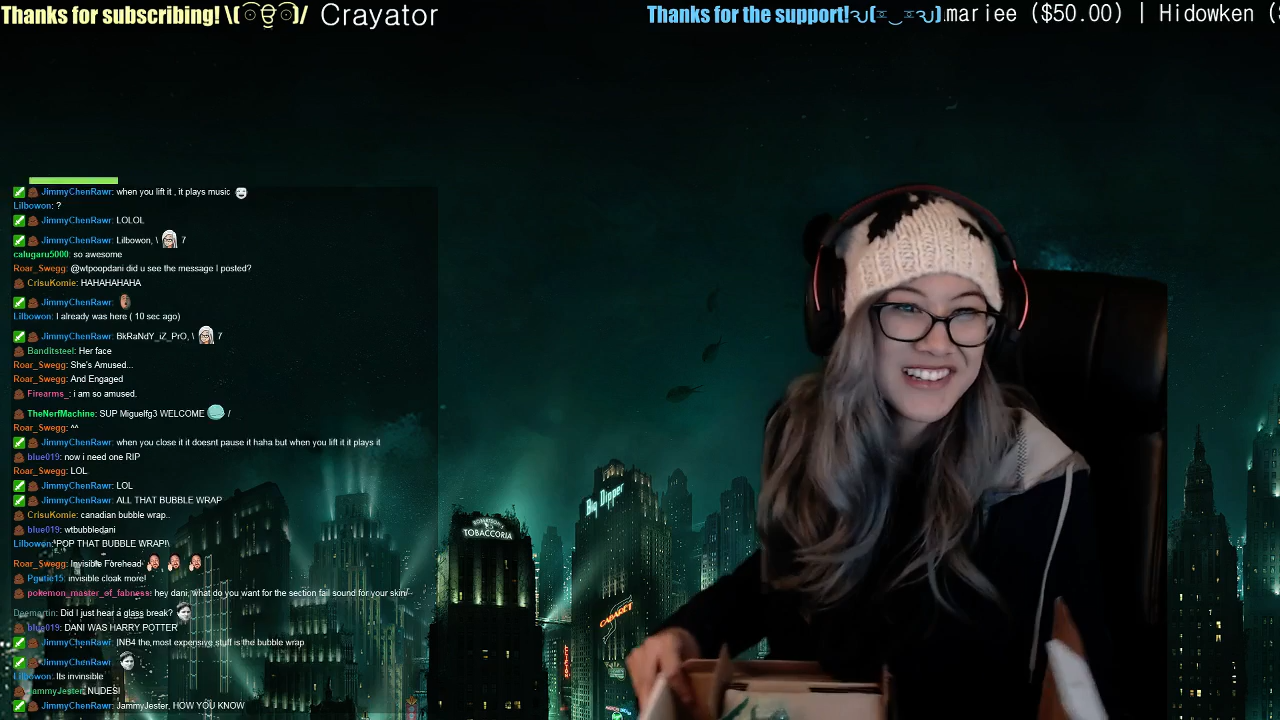 Thanks for subscribing! \( ͡ಠ ʖ̯ ͡ಠ)/ Crayator
Thanks for the support! mariee ($50.00) | Hidowken (
JimmyChenRawr: when you lift it , it plays music
Lilbowon: ?
JimmyChenRawr: LOLOL
JimmyChenRawr: Lilbowon, \ 7
calugaru5000: so awesome
Roar_Swegg: @wtpoopdani did u see the message I posted?
CrisuKomie: HAHAHAHAHA
JimmyChenRawr:
Lilbowon: I already was here ( 10 sec ago)
JimmyChenRawr: BkRaNdY_iZ_PrO, \ 7
Banditsteel: Her face
Roar_Swegg: She's Amused...
Roar_Swegg: And Engaged
Firearms_: i am so amused.
TheNerfMachine: SUP Miguelfg3 WELCOME /
Roar_Swegg: ^^
JimmyChenRawr: when you close it it doesnt pause it haha but when you lift it it plays it
blue019: now i need one RIP
Roar_Swegg: LOL
JimmyChenRawr: LOL
JimmyChenRawr: ALL THAT BUBBLE WRAP
CrisuKomie: canadian bubble wrap..
blue019: wtbubbledani
Lilbowon: \POP THAT BUBBLE WRAP!\
Roar_Swegg: Invisible Forehead
Pgutie15: invisible cloak more!
pokemon_master_of_fabness: hey dani, what do you want for the section fail sound for your skin/
Deemartin: Did I just hear a glass break?
blue019: DANI WAS HARRY POTTER
JimmyChenRawr: INB4 the most expensive stuff is the bubble wrap
JimmyChenRawr:
Lilbowon: Its invinsible
JammyJester: NUDES!
JimmyChenRawr: JammyJester, HOW YOU KNOW
Big Dipper
ROBERTSON'S
TOBACCORIA
CABARET